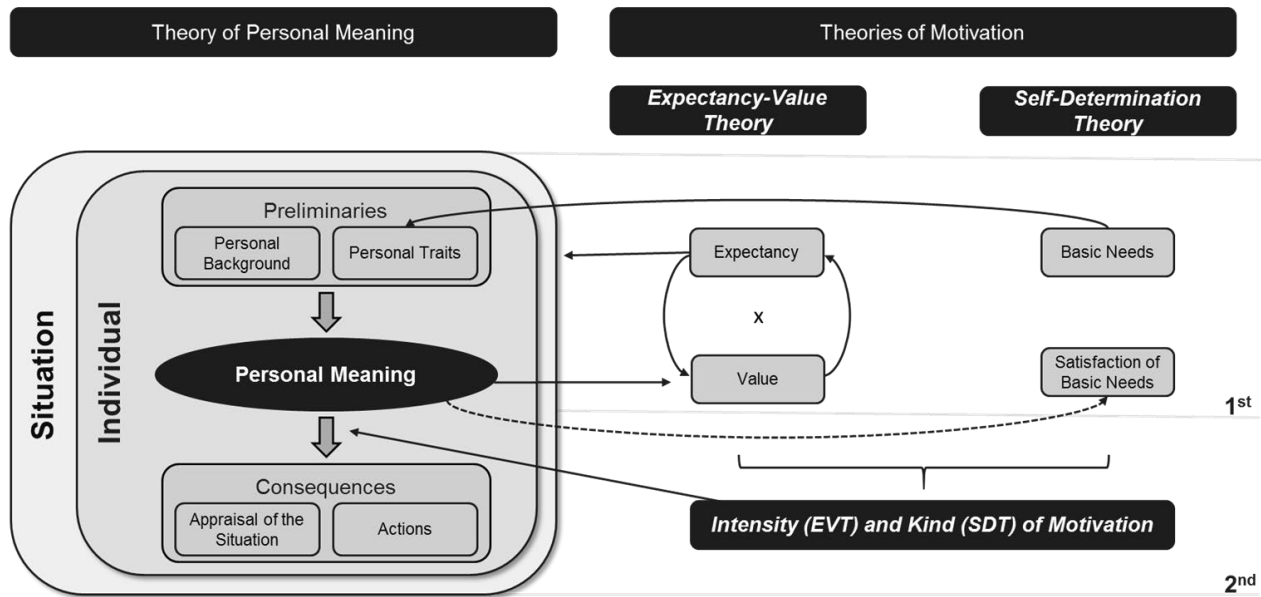 Theory of Personal Meaning
Theories of Motivation
Expectancy-Value
Theory
Self-Determination
Theory
Situation
Individual
Preliminaries
Personal
Background
Personal Traits
Personal Meaning
Consequences
Appraisal of the
Situation
Actions
Expectancy
x
Value
Basic Needs
Satisfaction of
Basic Needs
1st
Intensity (EVT) and Kind (SDT) of Motivation
2nd